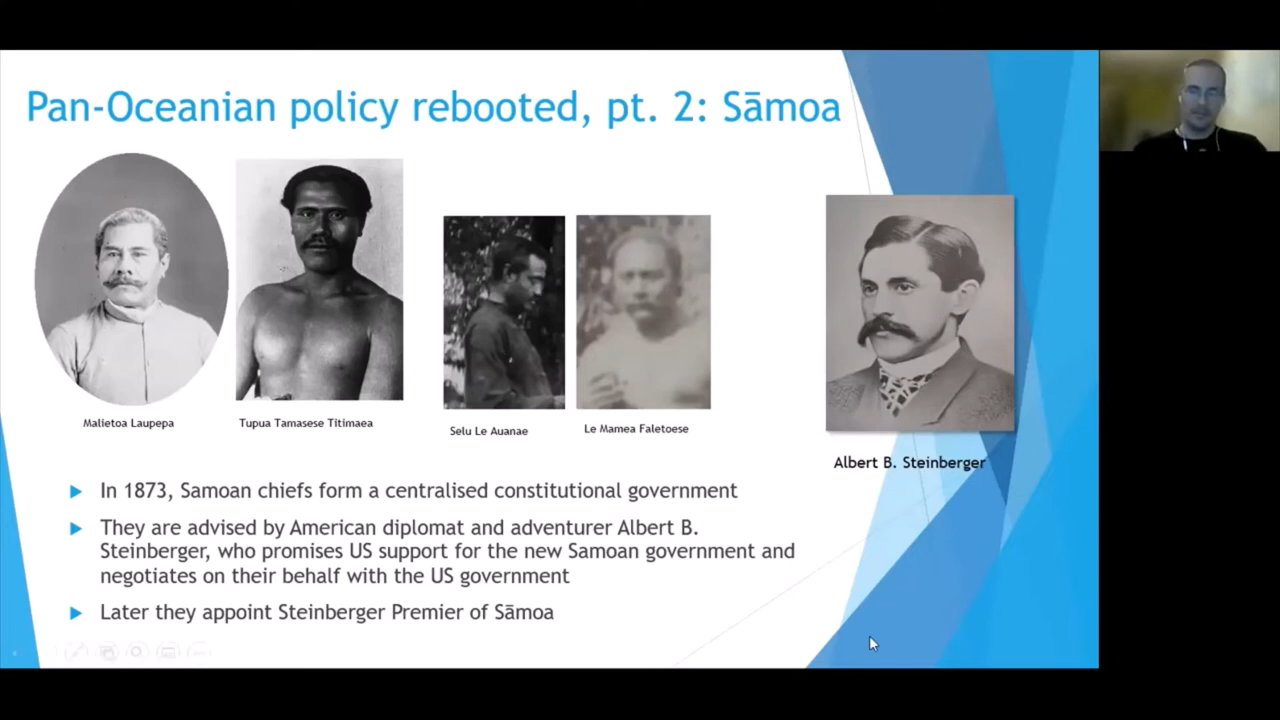 Pan-Oceanian policy rebooted, pt. 2: Sāmoa
Malietoa Laupepa
Tupua Tamasese Titimaea
Selu Le Auanae
Le Mamea Faletoese
Albert B. Steinberger
In 1873, Samoan chiefs form a centralised constitutional government
They are advised by American diplomat and adventurer Albert B.
Steinberger, who promises US support for the new Samoan government and
negotiates on their behalf with the US government
Later they appoint Steinberger Premier of Sāmoa